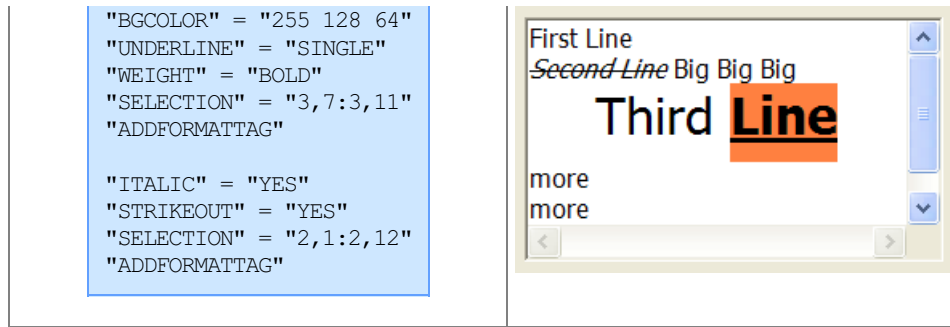 "BGCOLOR" = "255 128 64"
"UNDERLINE" = "SINGLE"
"WEIGHT" = "BOLD"
"SELECTION" = "3,7:3,11"
"ADDFORMATTAG"
"ITALIC" = "YES"
"STRIKEOUT" = "YES"
"SELECTION" = "2,1:2,12"
"ADDFORMATTAG"
First Line
Second Line Big Big Big
Third Line
more
more